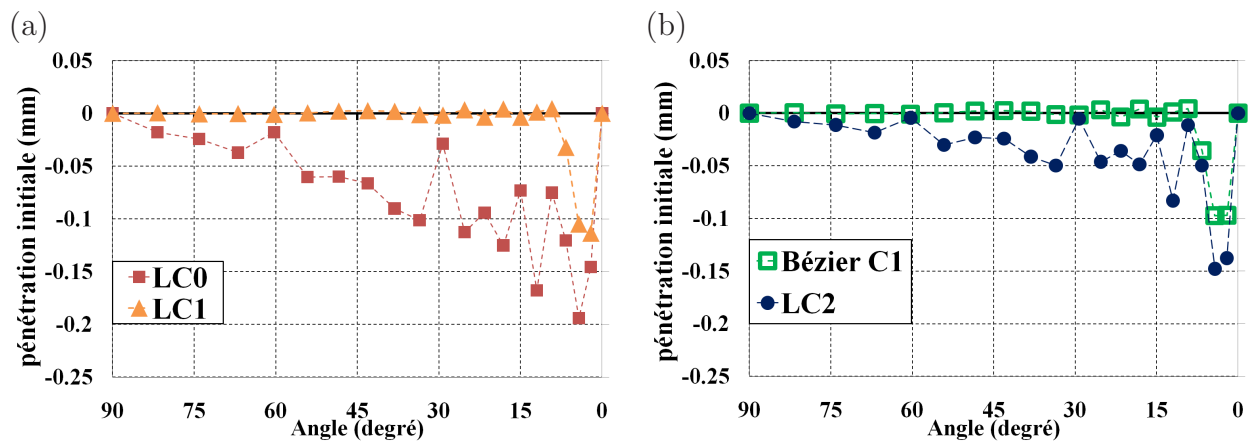 (a)
0.05
0
-0.05
-0.1
-0.15
-0.2
-0.25
pénétration initiale (mm)
LC0
LC1
90 75 60 45 30 15 0
Angle (degré)
(b)
0.05
0
-0.05
-0.1
-0.15
-0.2
-0.25
pénétration initiale (mm)
Bézier C1
LC2
90 75 60 45 30 15 0
Angle (degré)